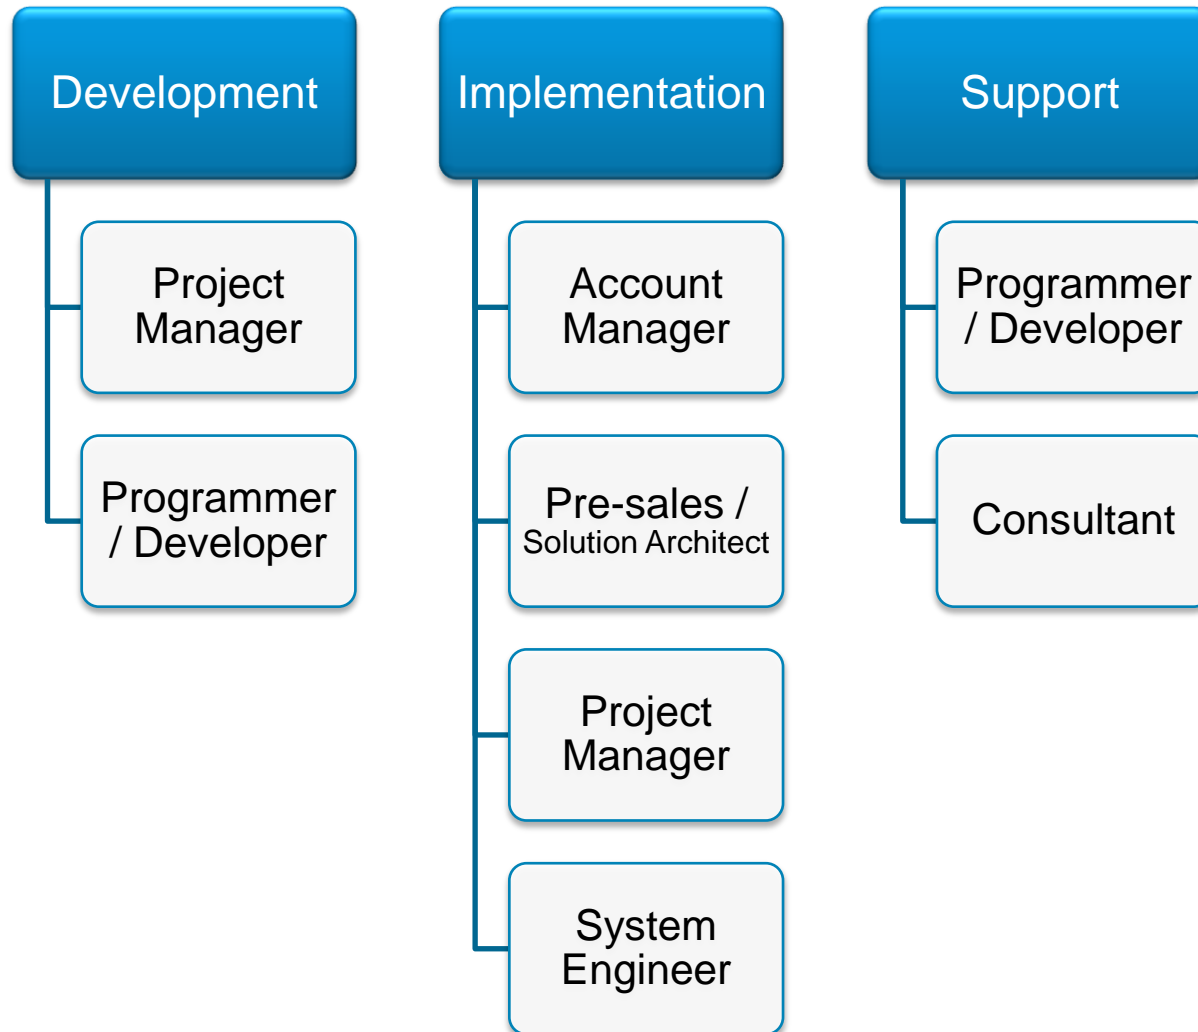 Development
Project
Manager
Programmer
/ Developer
Implementation
Account
Manager
Pre-sales /
Solution Architect
Project
Manager
System
Engineer
Support
Programmer
/ Developer
Consultant